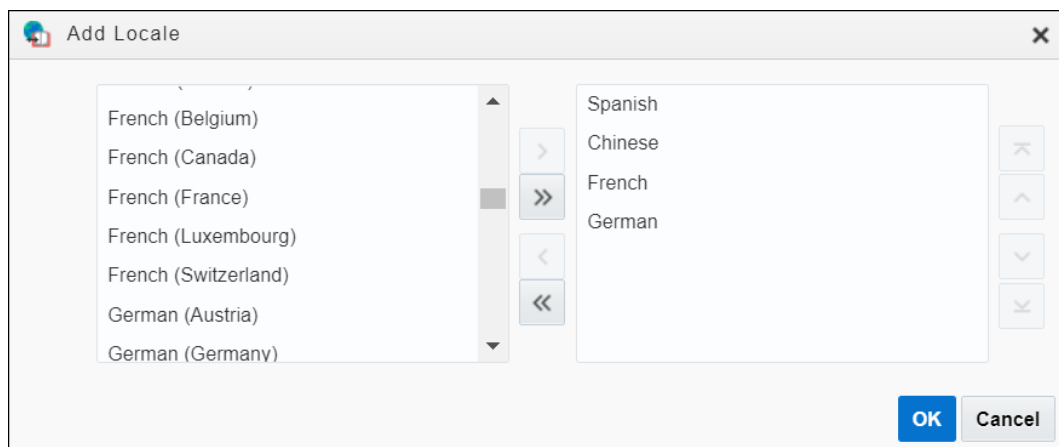 Add Locale
French (Belgium)
French (Canada)
French (France)
French (Luxembourg)
French (Switzerland)
German (Austria)
German (Germany)
Spanish
Chinese
French
German
OK
Cancel